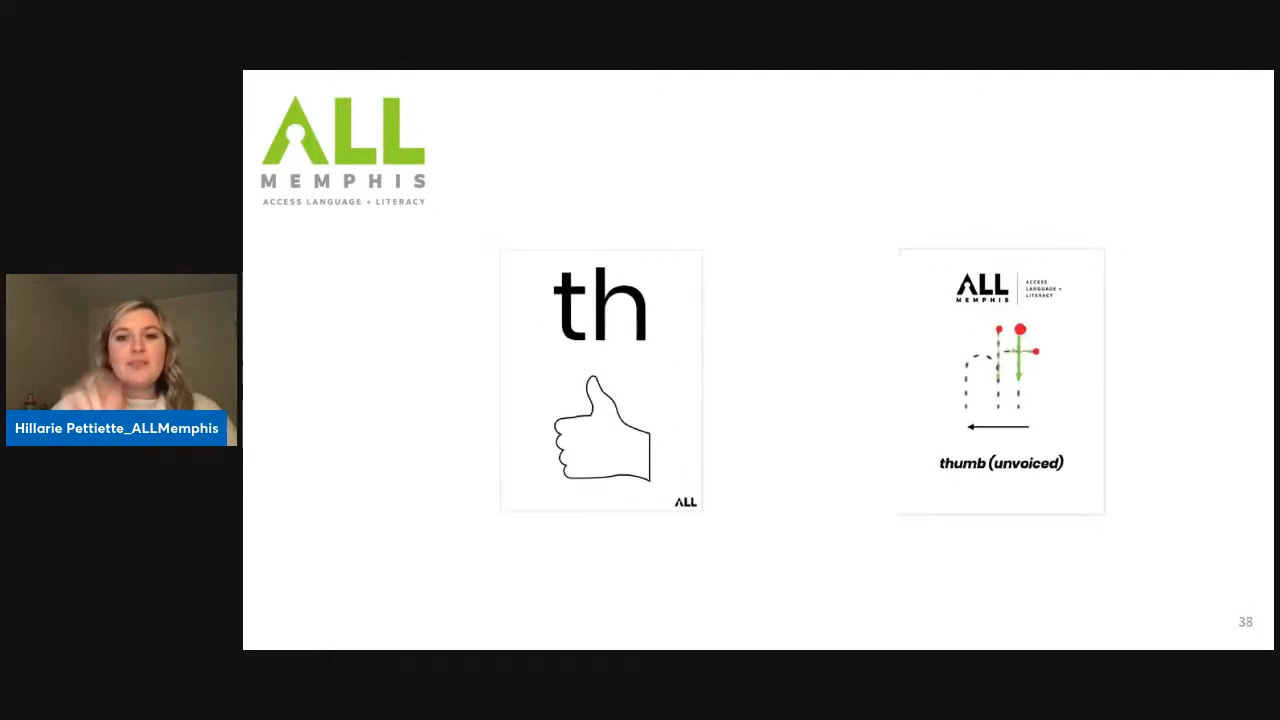 ALL
MEMPHIS
ACCESS LANGUAGE + LITERACY
th
ALL
ALL
MEMPHIS
ACCESS
LANGUAGE +
LITERACY
thumb (unvoiced)
Hillarie Pettiette_ALLMemphis
38